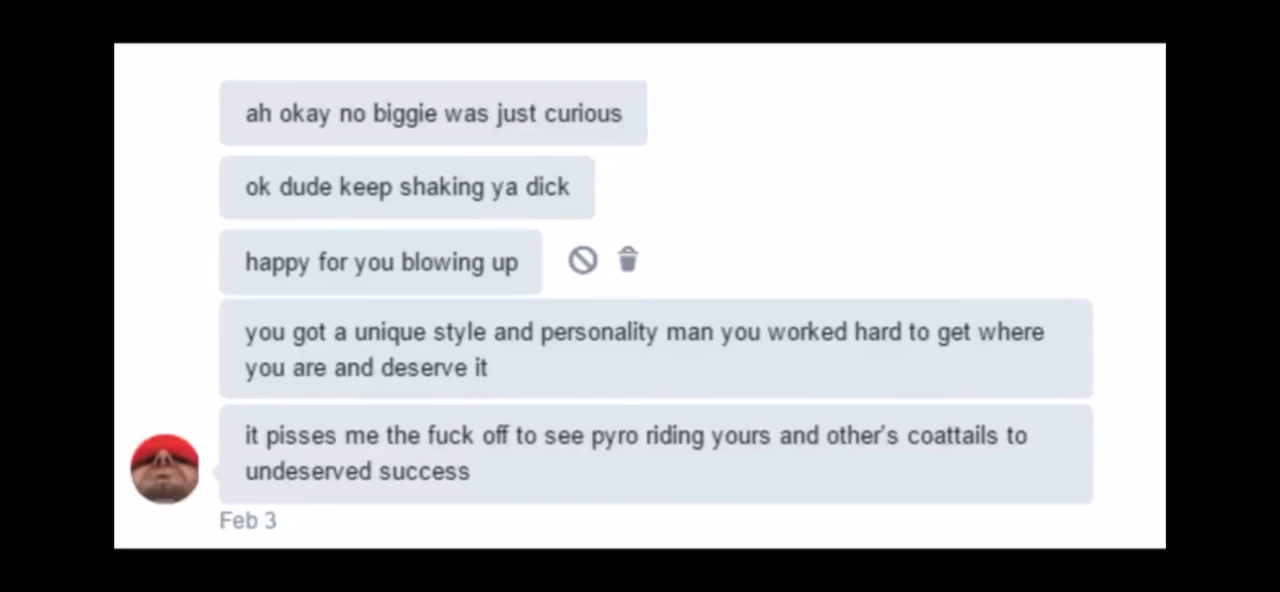 ah okay no biggie was just curious
ok dude keep shaking ya dick
happy for you blowing up
you got a unique style and personality man you worked hard to get where
you are and deserve it
it pisses me the fuck off to see pyro riding yours and other's coattails to
undeserved success
Feb 3